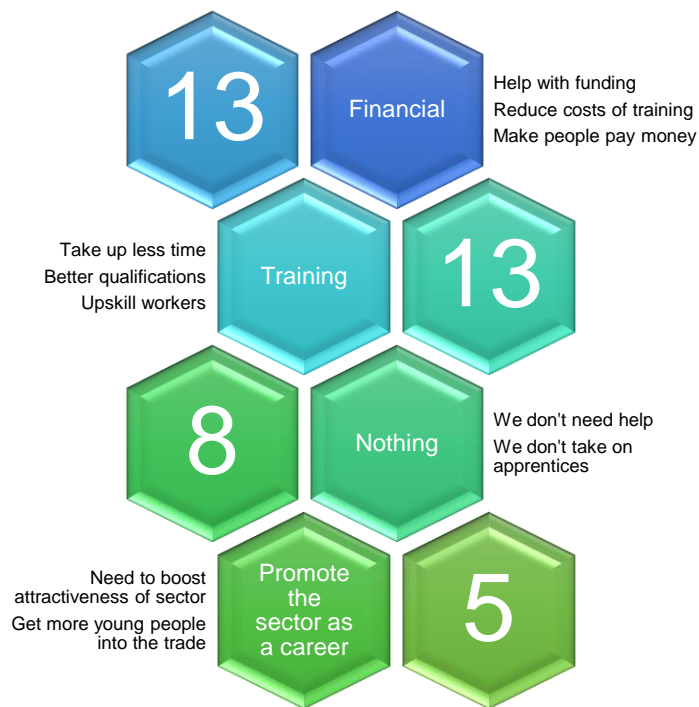 13
Financial
Help with funding
Reduce costs of training
Make people pay money
Take up less time
Better qualifications
Upskill workers
Training
13
8
Nothing
We don't need help
We don't take on
apprentices
Need to boost
attractiveness of sector
Get more young people
into the trade
Promote
the
sector as
a career
5